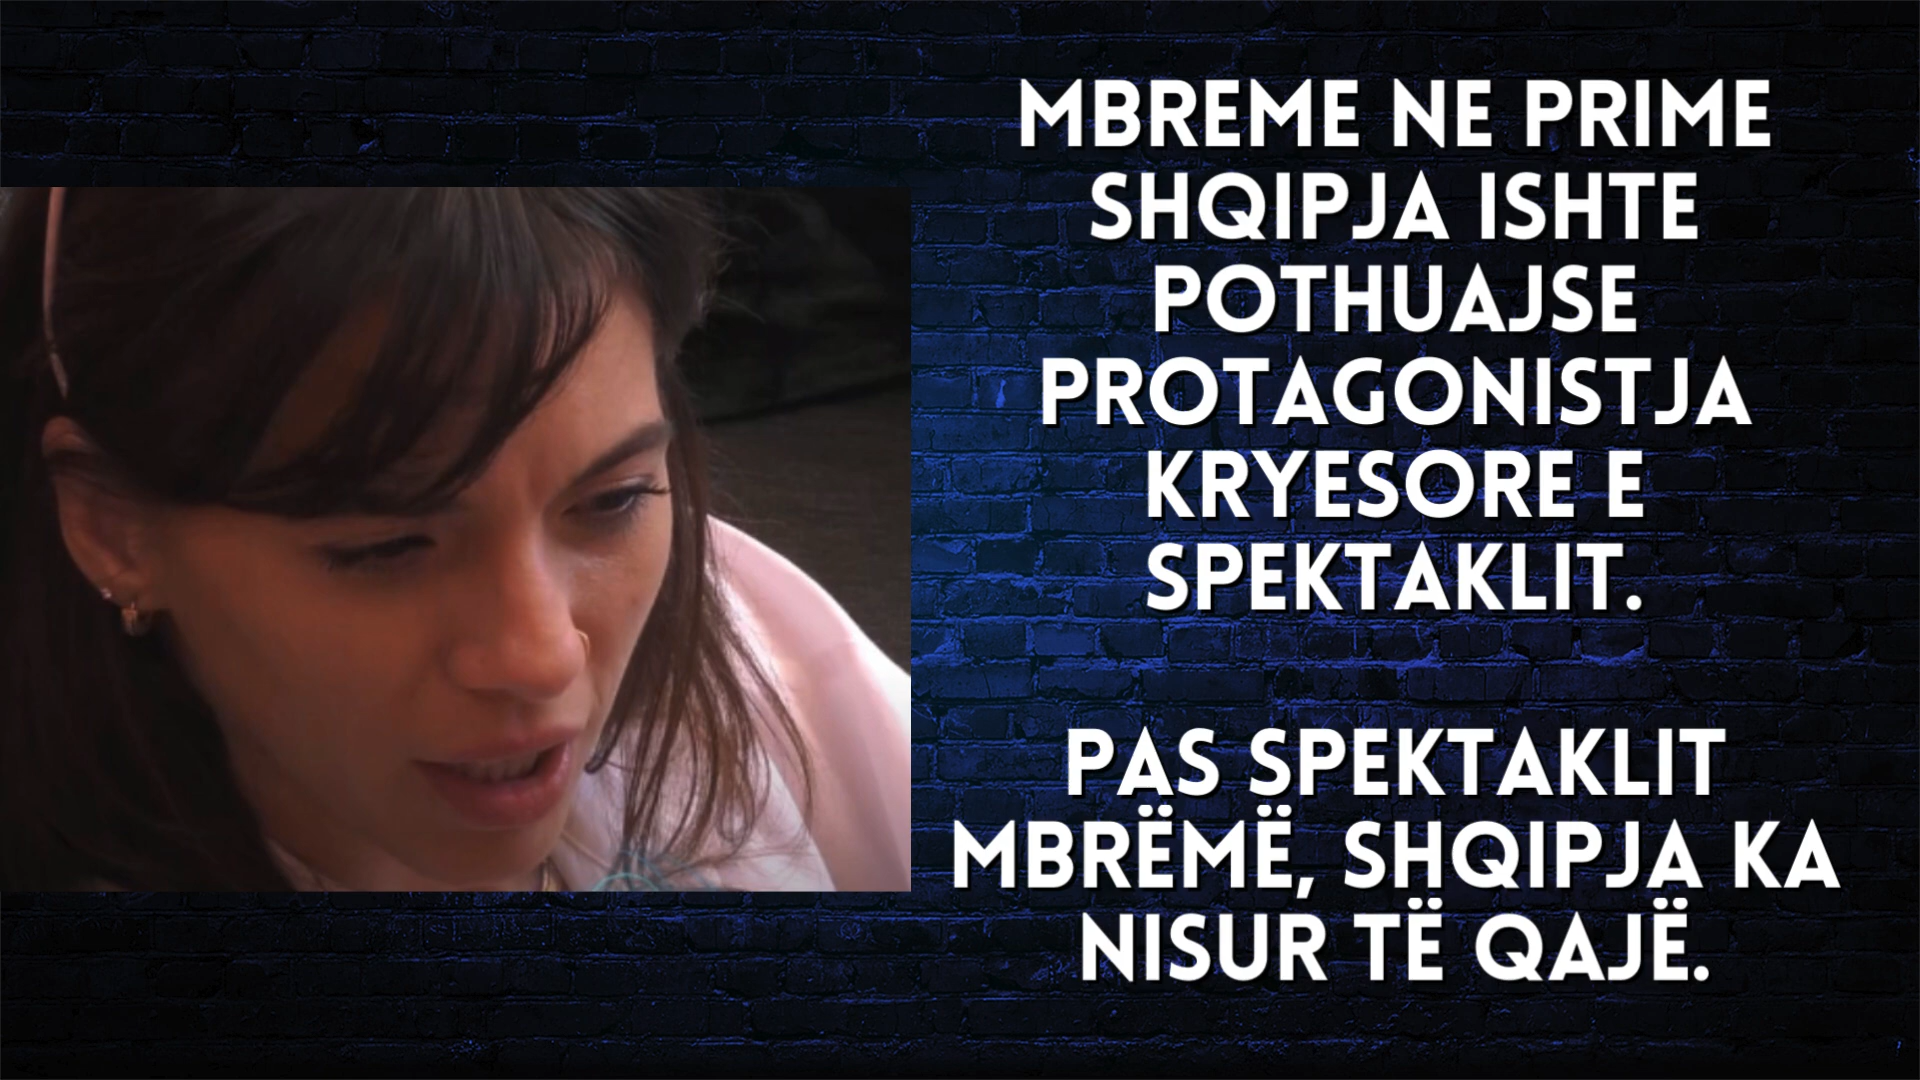 MBREME NE PRIME
SHQIPJA ISHTE
POTHUAJSE
PROTAGONISTJA
KRYESORE E
SPEKTAKLIT.
PAS SPEKTAKLIT
MBRËMË, SHQIPJA KA
NISUR TË QAJË.